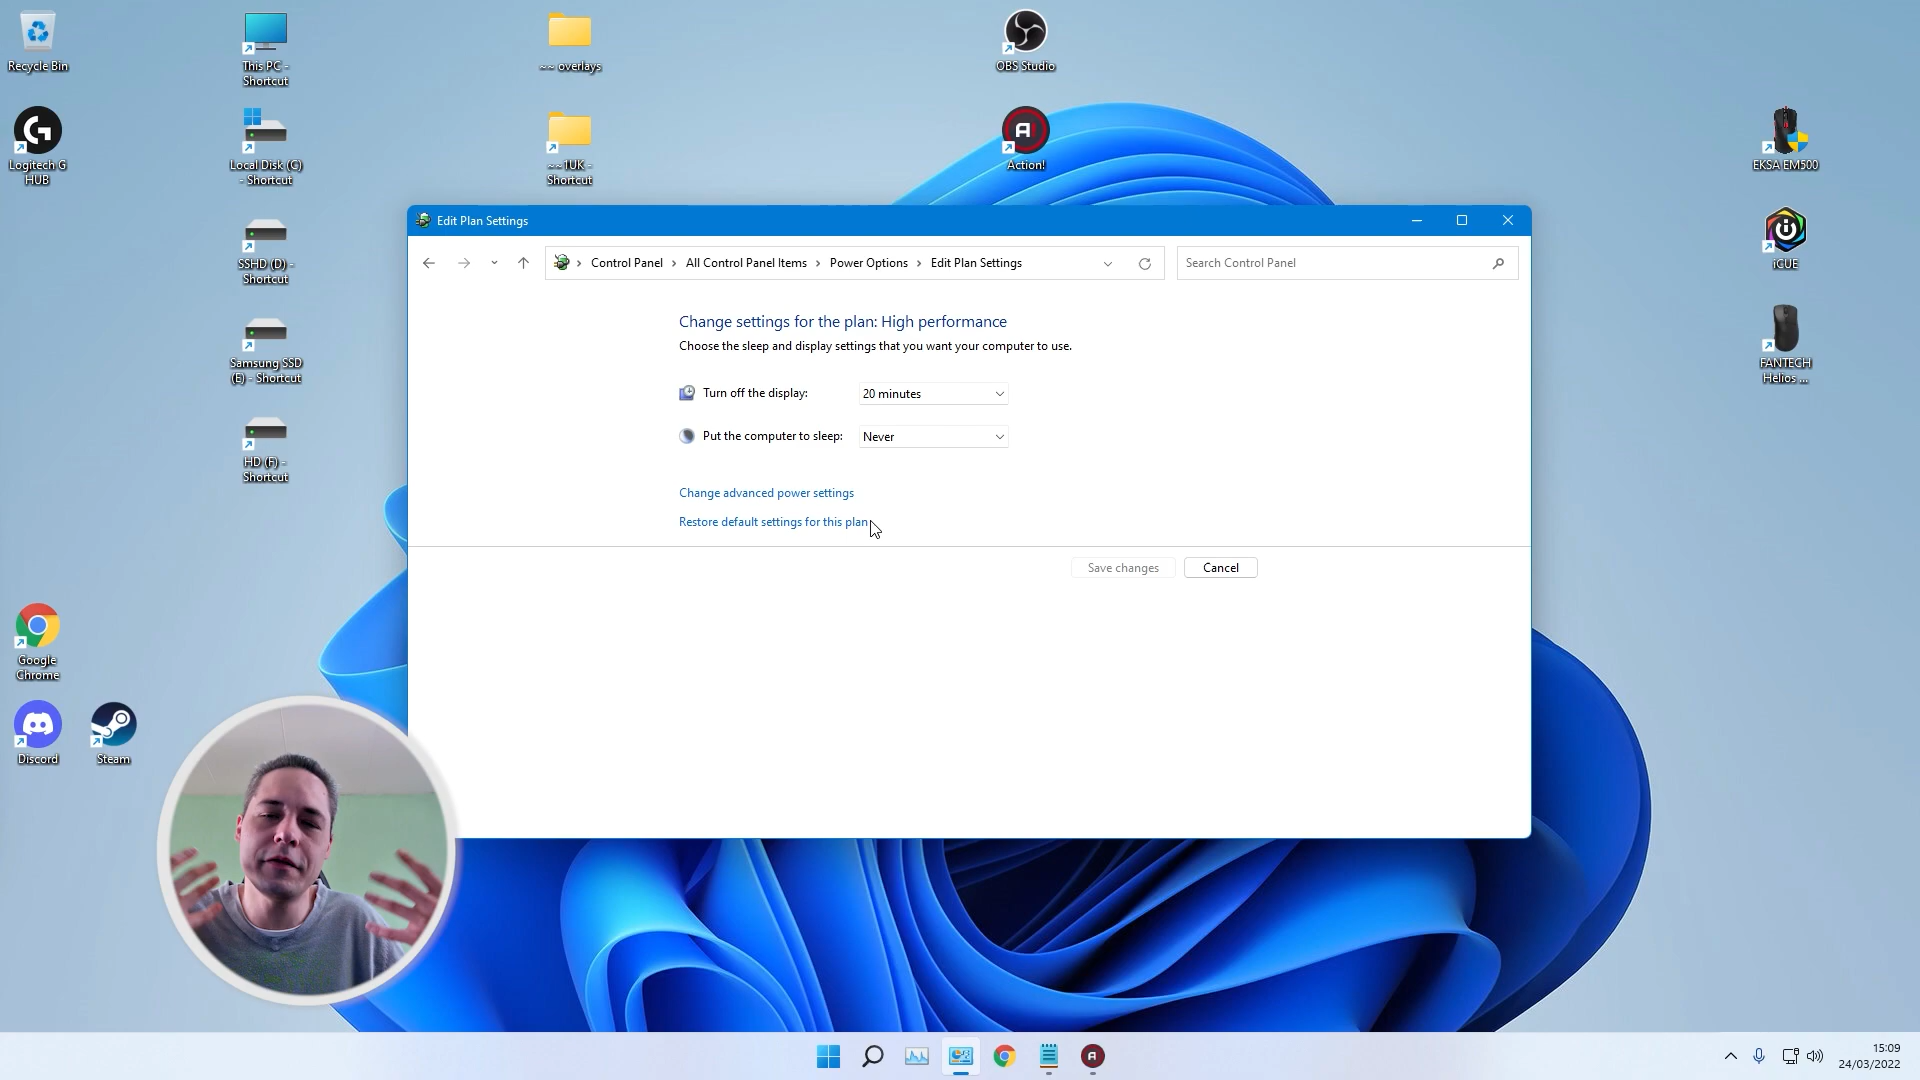 Recycle Bin
This PC -
Shortcut
~~ overlays
OBS Studio
Logitech G
HUB
Local Disk (C)
- Shortcut
~~1UK -
Shortcut
Action!
EKSA EM500
SSHD (D) -
Shortcut
iCUE
Samsung SSD
(E) - Shortcut
FANTECH
Helios ...
HD (F) -
Shortcut
Google
Chrome
Discord
Steam
Edit Plan Settings
Control Panel > All Control Panel Items > Power Options > Edit Plan Settings
Search Control Panel
Change settings for the plan: High performance
Choose the sleep and display settings that you want your computer to use.
Turn off the display: 20 minutes
Put the computer to sleep: Never
Change advanced power settings
Restore default settings for this plan
Save changes
Cancel
15:09
24/03/2022